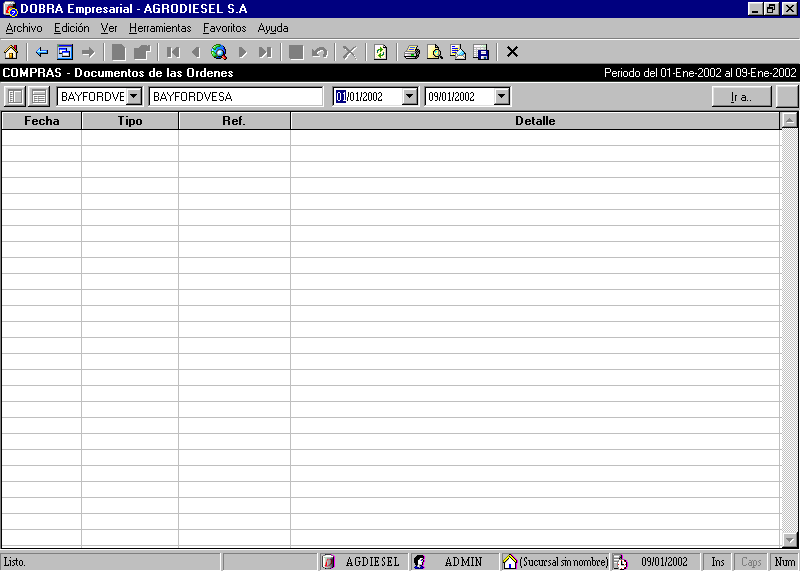 DOBRA Empresarial - AGRODIESEL S.A
Archivo Edición Ver Herramientas Favoritos Ayuda
COMPRAS - Documentos de las Ordenes Periodo del 01-Ene-2002 al 09-Ene-2002
BAYFORDVE BAYFORDVESA 01/01/2002 09/01/2002 Ir a..
Fecha Tipo Ref. Detalle
Listo. AGDIESEL ADMIN (Sucursal sin nombre) 09/01/2002 Ins Caps Num